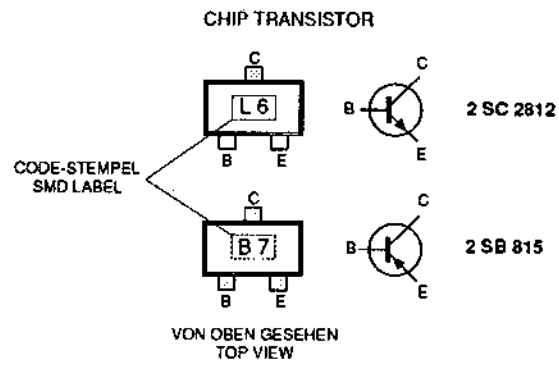 CHIP TRANSISTOR
C
L 6
B E
C
B
E
2 SC 2812
CODE-STEMPEL
SMD LABEL
C
B 7
B E
C
B
E
2 SB 815
VON OBEN GESEHEN
TOP VIEW